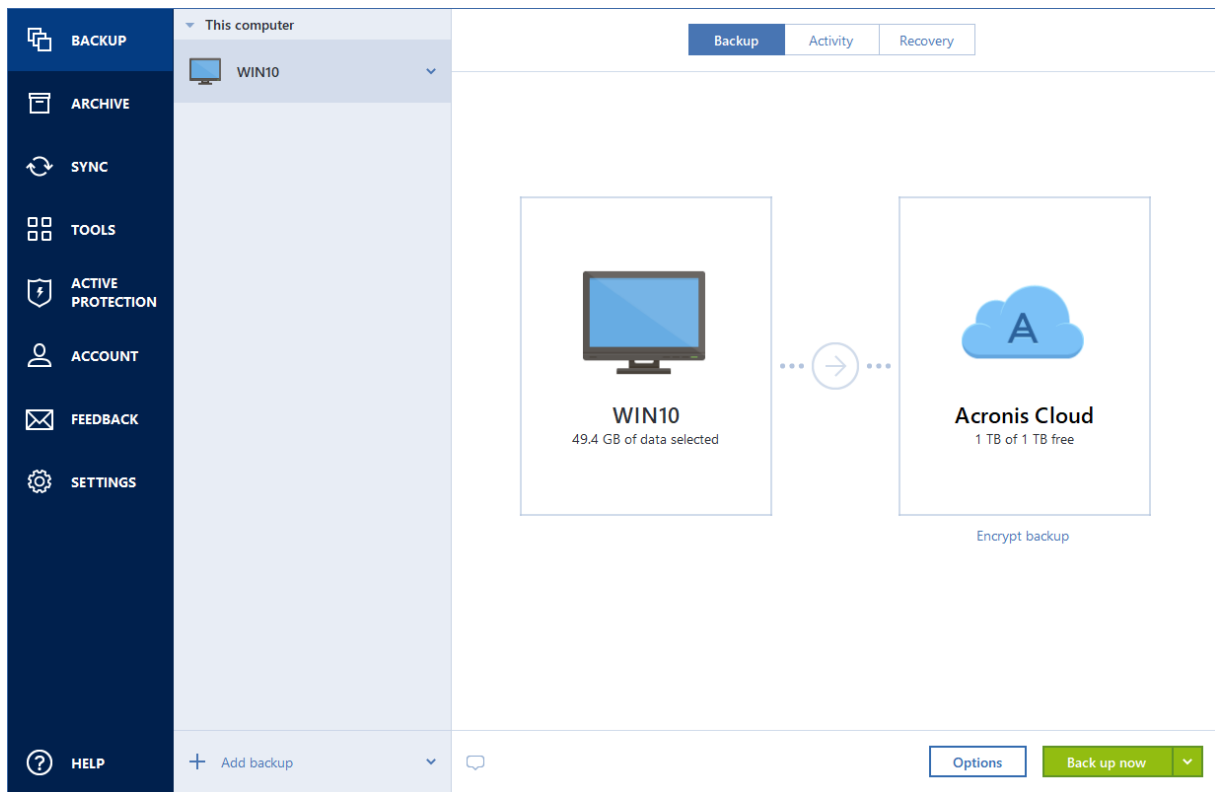 BACKUP
ARCHIVE
SYNC
TOOLS
ACTIVE
PROTECTION
ACCOUNT
FEEDBACK
SETTINGS
HELP
This computer
WIN10
Add backup
Backup
Activity
Recovery
WIN10
49.4 GB of data selected
Acronis Cloud
1 TB of 1 TB free
Encrypt backup
Options
Back up now